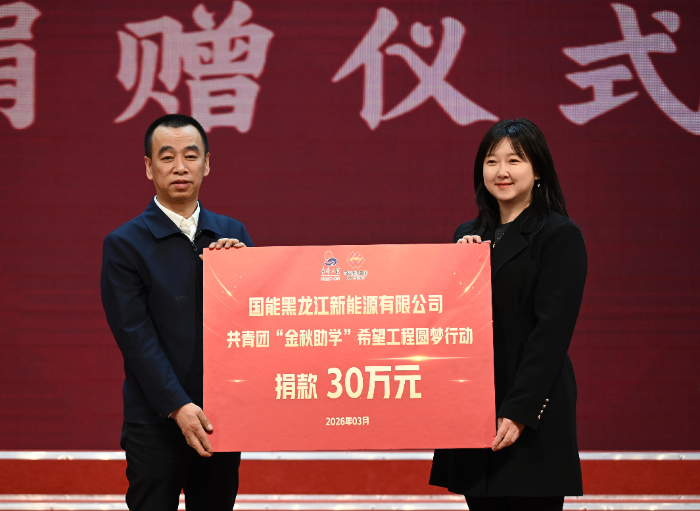 捐赠仪式
国能黑龙江新能源有限公司
共青团“金秋助学”希望工程圆梦行动
捐款 30万元
2026年03月